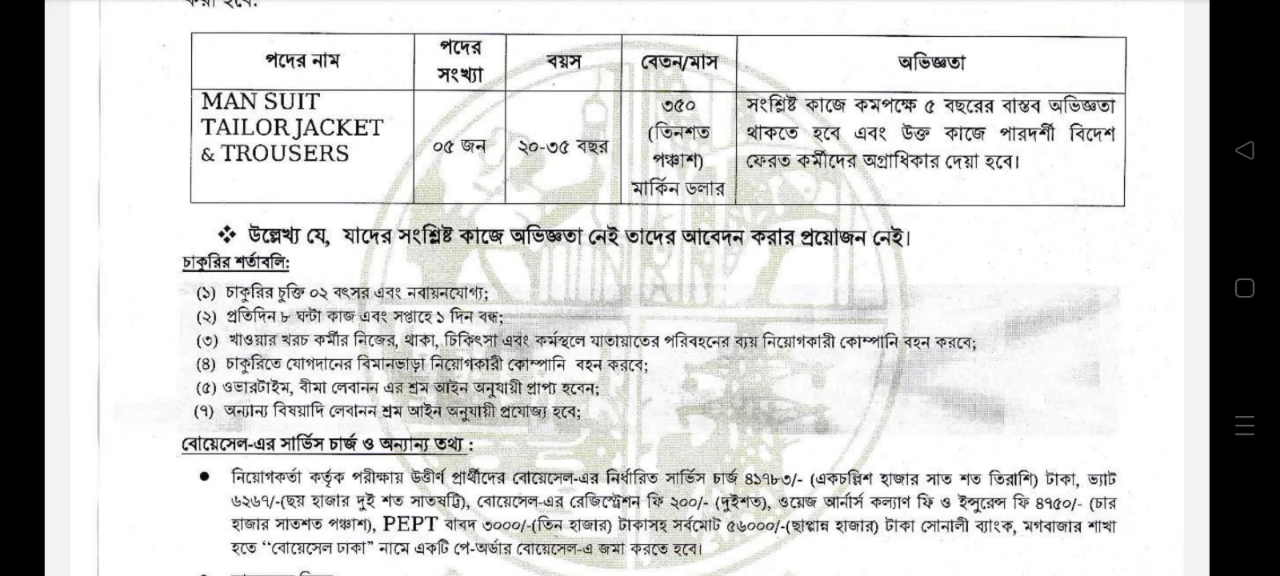 করা হবে:
পদের নাম
পদের
সংখ্যা
বয়স
বেতন/মাস
অভিজ্ঞতা
MAN SUIT
TAILOR JACKET
& TROUSERS
০৫ জন
২০-৩৫ বছর
৩৫০
(তিনশত
পঞ্চাশ)
মার্কিন ডলার
সংশ্লিষ্ট কাজে কমপক্ষে ৫ বছরের বাস্তব অভিজ্ঞতা
থাকতে হবে এবং উক্ত কাজে পারদর্শী বিদেশ
ফেরত কর্মীদের অগ্রাধিকার দেয়া হবে।
❖ উল্লেখ্য যে, যাদের সংশ্লিষ্ট কাজে অভিজ্ঞতা নেই তাদের আবেদন করার প্রয়োজন নেই।
চাকুরির শর্তাবলি:
(১) চাকুরির চুক্তি ০২ বৎসর এবং নবায়নযোগ্য;
(২) প্রতিদিন ৮ ঘন্টা কাজ এবং সপ্তাহে ১ দিন বন্ধ;
(৩) খাওয়ার খরচ কর্মীর নিজের, থাকা, চিকিৎসা এবং কর্মস্থলে যাতায়াতের পরিবহনের ব্যয় নিয়োগকারী কোম্পানি বহন করবে;
(৪) চাকুরিতে যোগদানের বিমানভাড়া নিয়োগকারী কোম্পানি বহন করবে;
(৫) ওভারটাইম, বীমা লেবানন এর শ্রম আইন অনুযায়ী প্রাপ্য হবেন;
(৭) অন্যান্য বিষয়াদি লেবানন শ্রম আইন অনুযায়ী প্রযোজ্য হবে;
বোয়েসেল-এর সার্ভিস চার্জ ও অন্যান্য তথ্য :
• নিয়োগকর্তা কর্তৃক পরীক্ষায় উত্তীর্ণ প্রার্থীদের বোয়েসেল-এর নির্ধারিত সার্ভিস চার্জ ৪১৭৮৩/- (একচল্লিশ হাজার সাত শত তিরাশি) টাকা, ভ্যাট
৬২৬৭/-(ছয় হাজার দুই শত সাতষট্টি), বোয়েসেল-এর রেজিস্ট্রেশন ফি ২০০/- (দুইশত), ওয়েজ আর্নার্স কল্যাণ ফি ও ইন্সুরেন্স ফি ৪৭৫০/- (চার
হাজার সাতশত পঞ্চাশ), PEPT বাবদ ৩০০০/-(তিন হাজার) টাকাসহ সর্বমোট ৫৬০০০/-(ছাপ্পান্ন হাজার) টাকা সোনালী ব্যাংক, মগবাজার শাখা
হতে “বোয়েসেল ঢাকা” নামে একটি পে-অর্ডার বোয়েসেল-এ জমা করতে হবে।